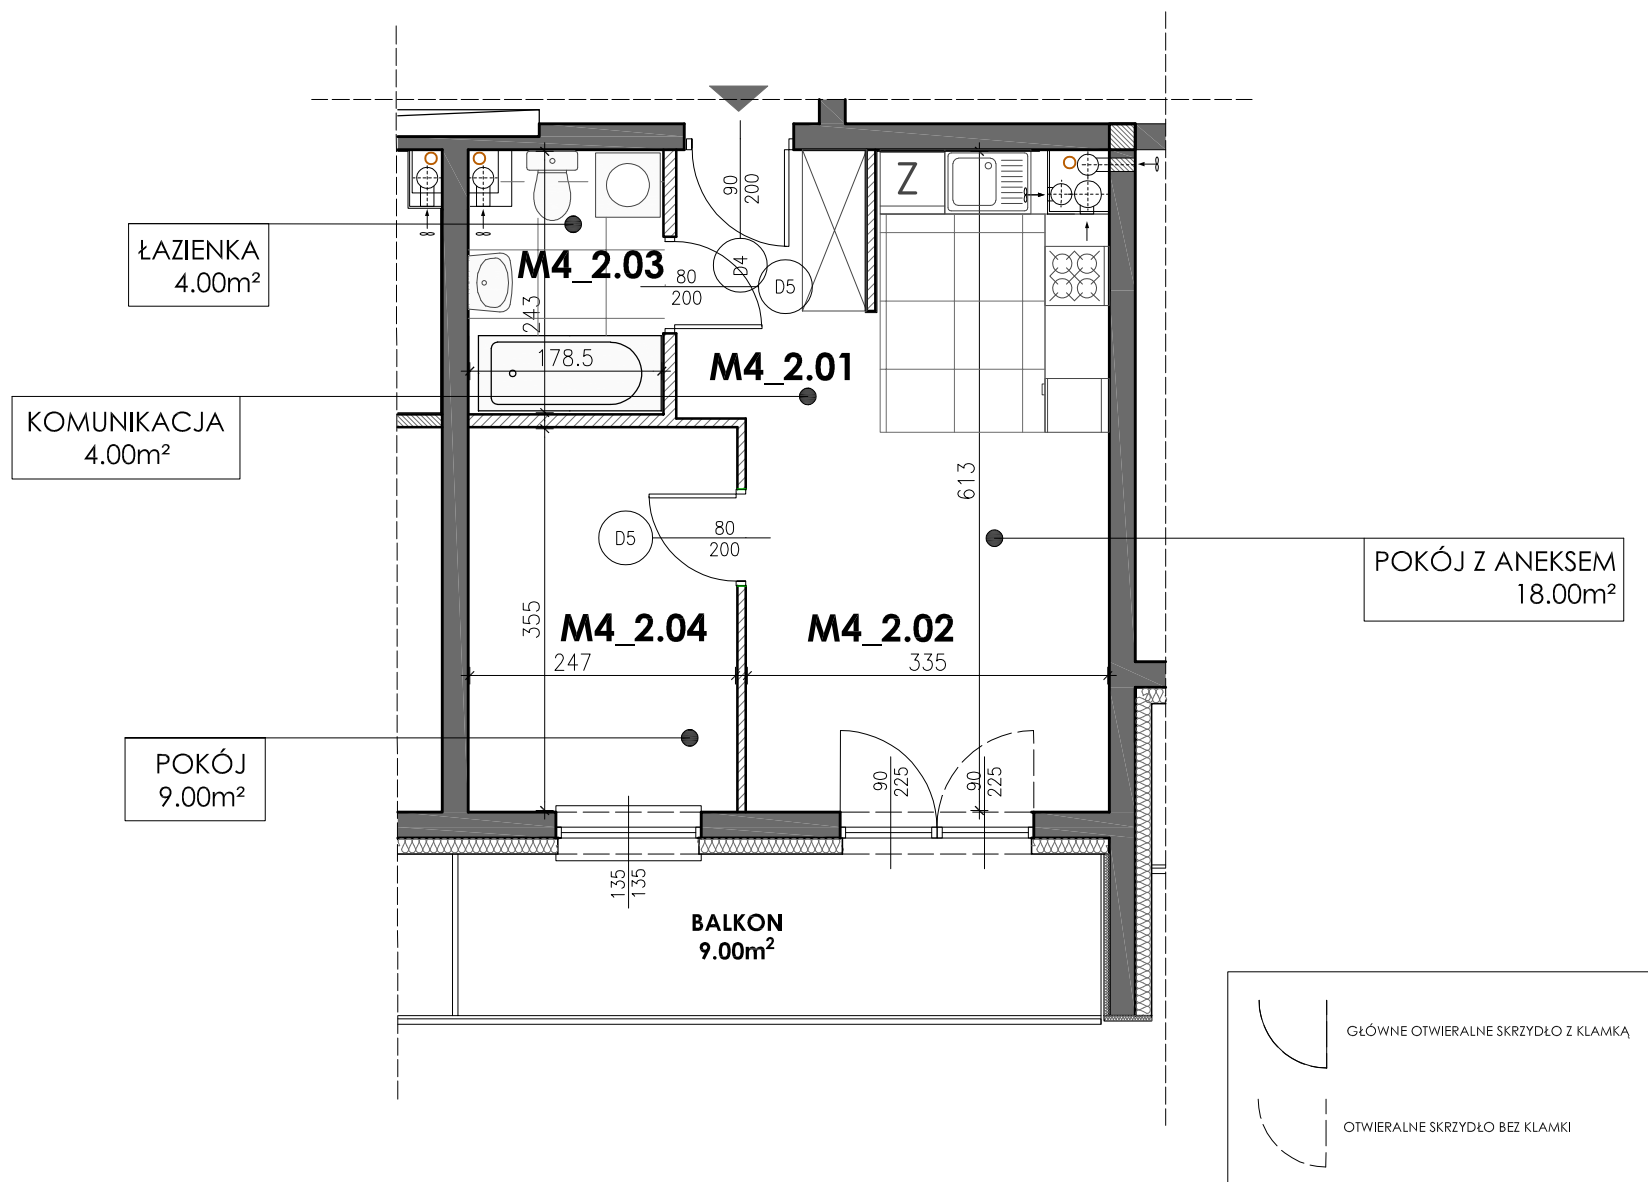 90
200
Z
ŁAZIENKA
4.00m²
M4_2.03
D4
80
200
D5
243
178.5
M4_2.01
KOMUNIKACJA
4.00m²
613
D5
80
200
POKÓJ Z ANEKSEM
18.00m²
355
M4_2.04
M4_2.02
247
335
POKÓJ
9.00m²
90
225
90
225
135
135
BALKON
9.00m²
GŁÓWNE OTWIERALNE SKRZYDŁO Z KLAMKĄ
OTWIERALNE SKRZYDŁO BEZ KLAMKI